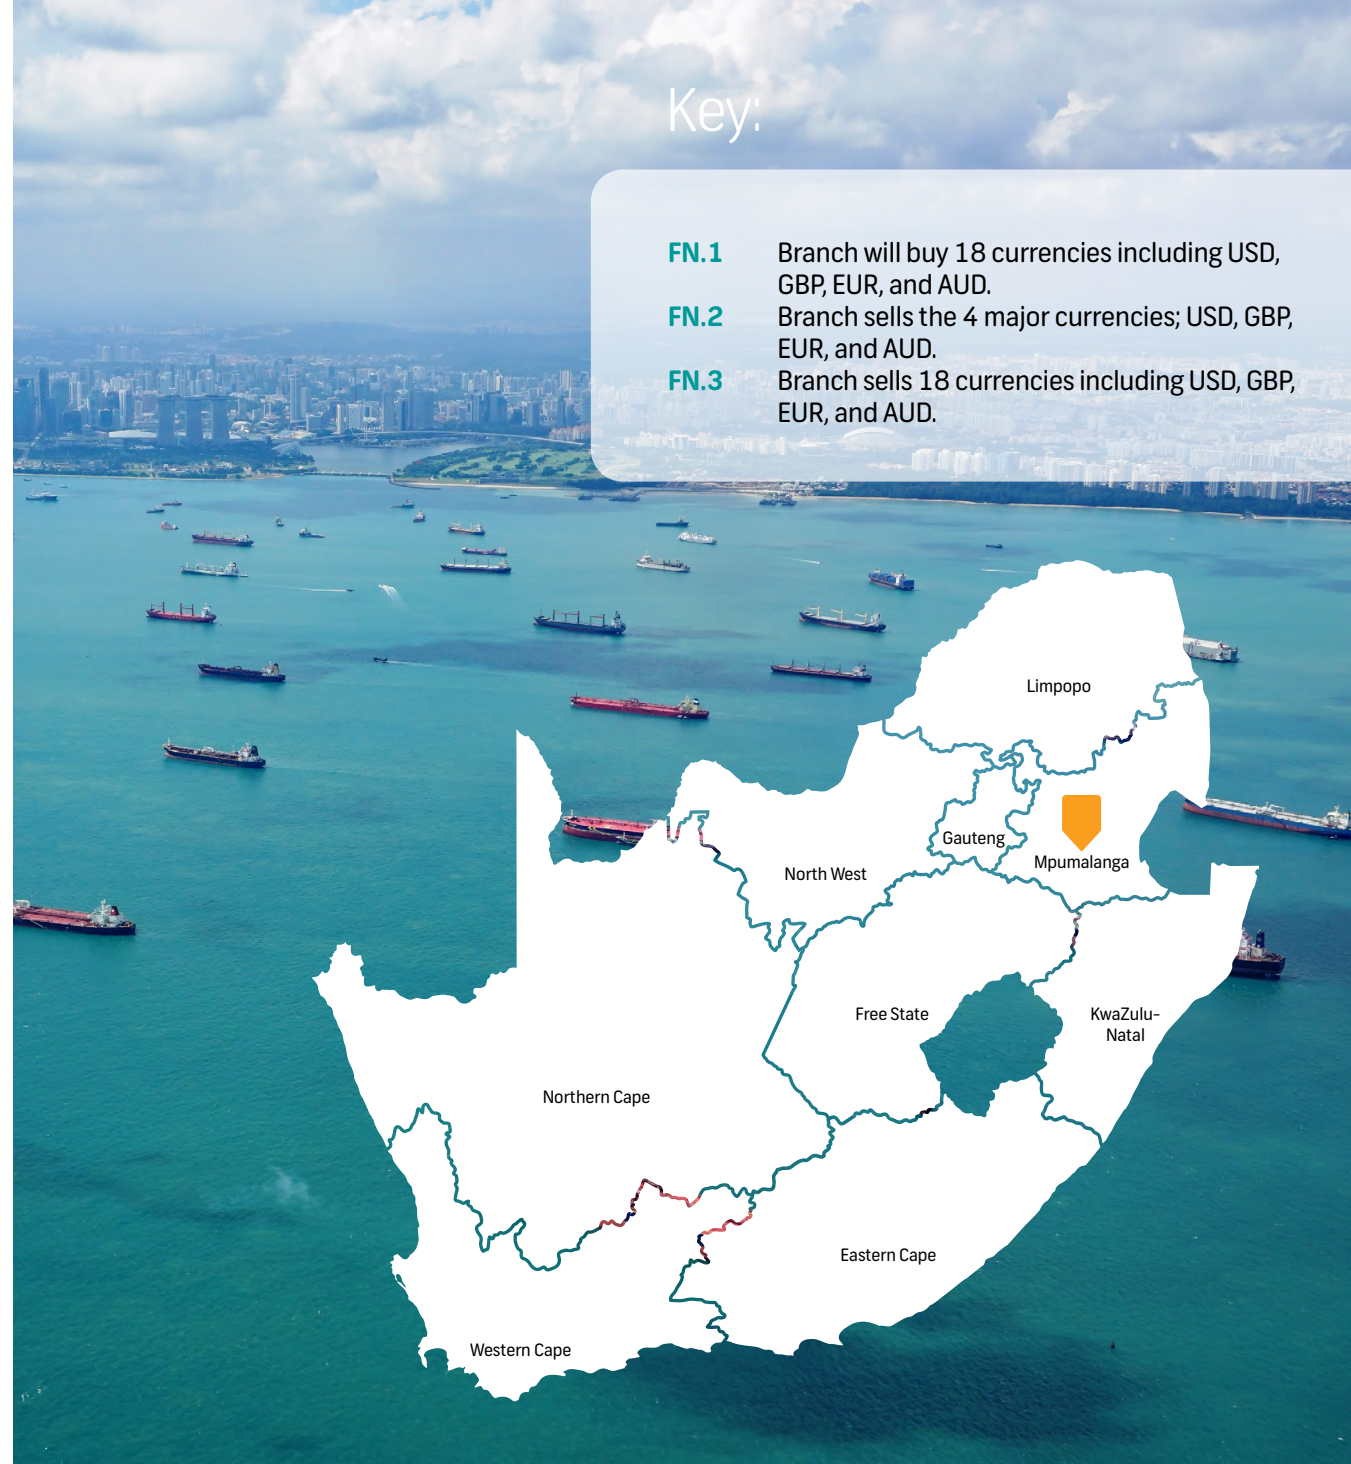 Key:
FN.1 Branch will buy 18 currencies including USD,
GBP, EUR, and AUD.
FN.2 Branch sells the 4 major currencies; USD, GBP,
EUR, and AUD.
FN.3 Branch sells 18 currencies including USD, GBP,
EUR, and AUD.
Limpopo
Gauteng
Mpumalanga
North West
Free State
KwaZulu-
Natal
Northern Cape
Eastern Cape
Western Cape